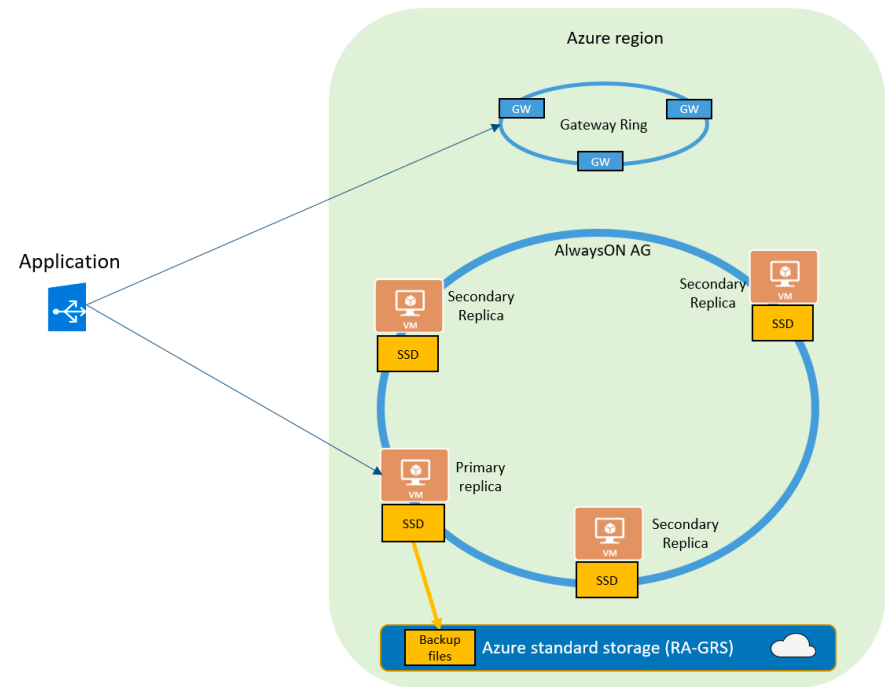 Azure region
GW
GW
Gateway Ring
GW
Application
AlwaysON AG
Secondary
Replica
VM
SSD
Secondary
Replica
VM
SSD
Primary
replica
VM
SSD
Secondary
Replica
VM
SSD
Backup
files
Azure standard storage (RA-GRS)